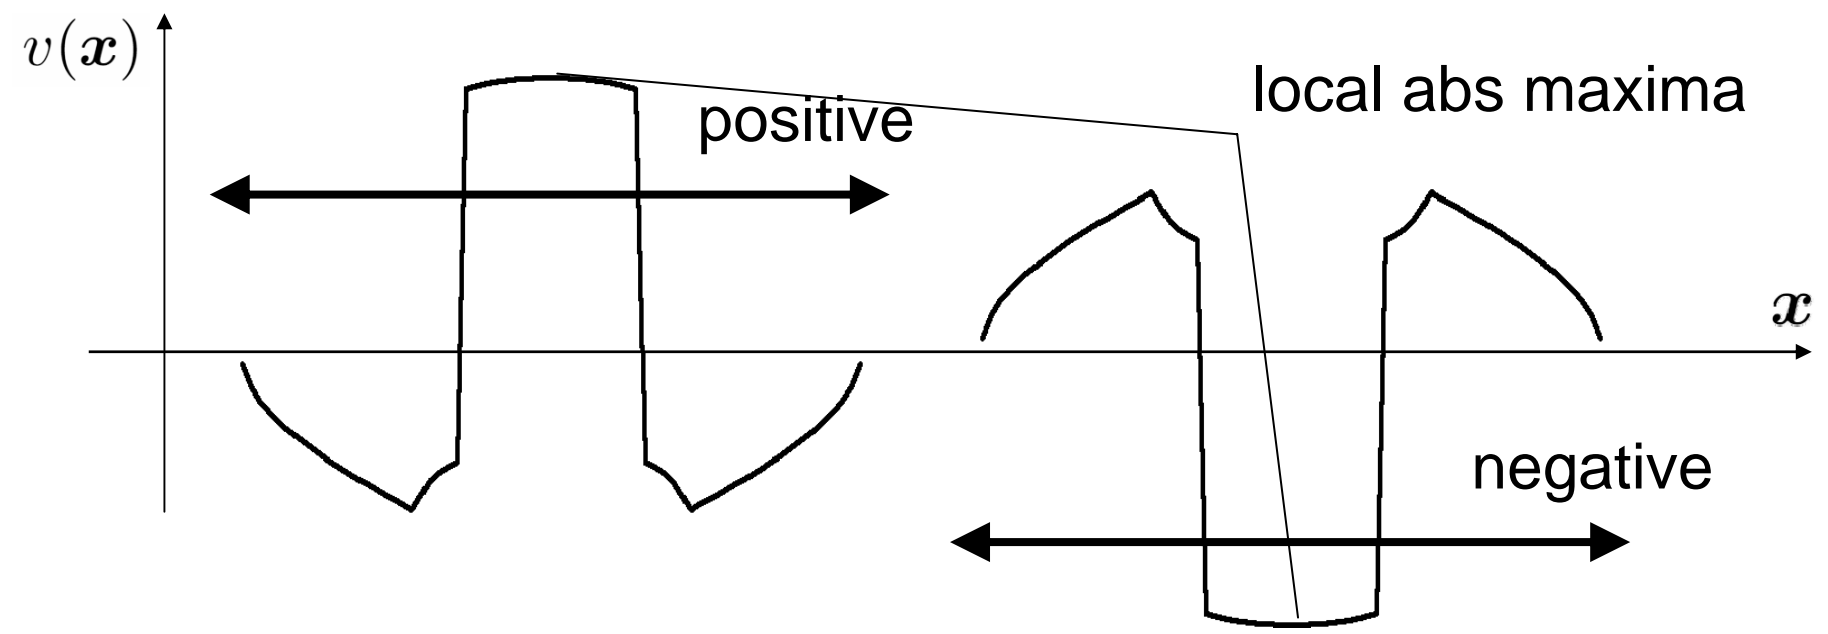 v(x)
local abs maxima
positive
x
negative